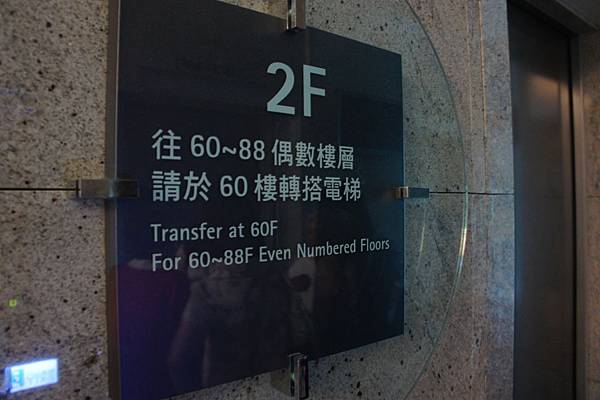 2F
往 60~88 偶數樓層
請於 60 樓轉搭電梯
Transfer at 60F
For 60~88F Even Numbered Floors